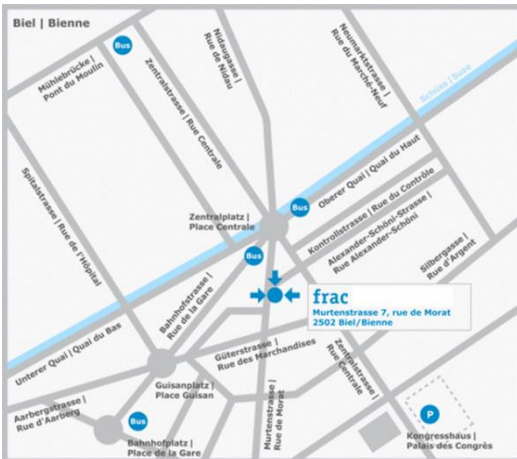 Biel | Bienne
Bus
Mühlebrücke |
Pont du Moulin
Zentralstrasse | Rue Centrale
Nidaugasse |
Rue de Nidau
Neumarktstrasse |
Rue du Marché-Neuf
Schüss | Suze
Spitalstrasse | Rue de l'Hôpital
Zentralplatz |
Place Centrale
Bus
Oberer Quai | Quai du Haut
Kontrollstrasse | Rue du Contrôle
Alexander-Schöni-Strasse |
Rue Alexander-Schöni
Silbergasse |
Rue d'Argent
Bus
Bahnhofstrasse |
Rue de la Gare
frac
Murtenstrasse 7, rue de Morat
2502 Biel/Bienne
Unterer Quai | Quai du Bas
Güterstrasse |
Rue des Marchandises
Zentralstrasse |
Rue Centrale
Guisanplatz |
Place Guisan
Murtenstrasse |
Rue de Morat
Aarbergstrasse |
Rue d'Aarberg
Bus
Bahnhofplatz |
Place de la Gare
P
Kongresshaus |
Palais des Congrès